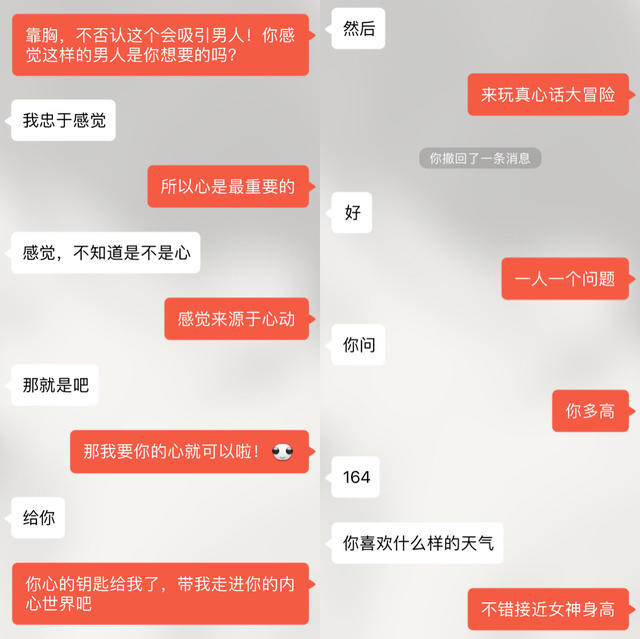 靠胸，不否认这个会吸引男人！你感
觉这样的男人是你想要的吗？
我忠于感觉
所以心是最重要的
感觉，不知道是不是心
感觉来源于心动
那就是吧
那我要你的心就可以啦！
给你
你心的钥匙给我了，带我走进你的内
心世界吧
然后
来玩真心话大冒险
你撤回了一条消息
好
一人一个问题
你问
你多高
164
你喜欢什么样的天气
不错接近女神身高